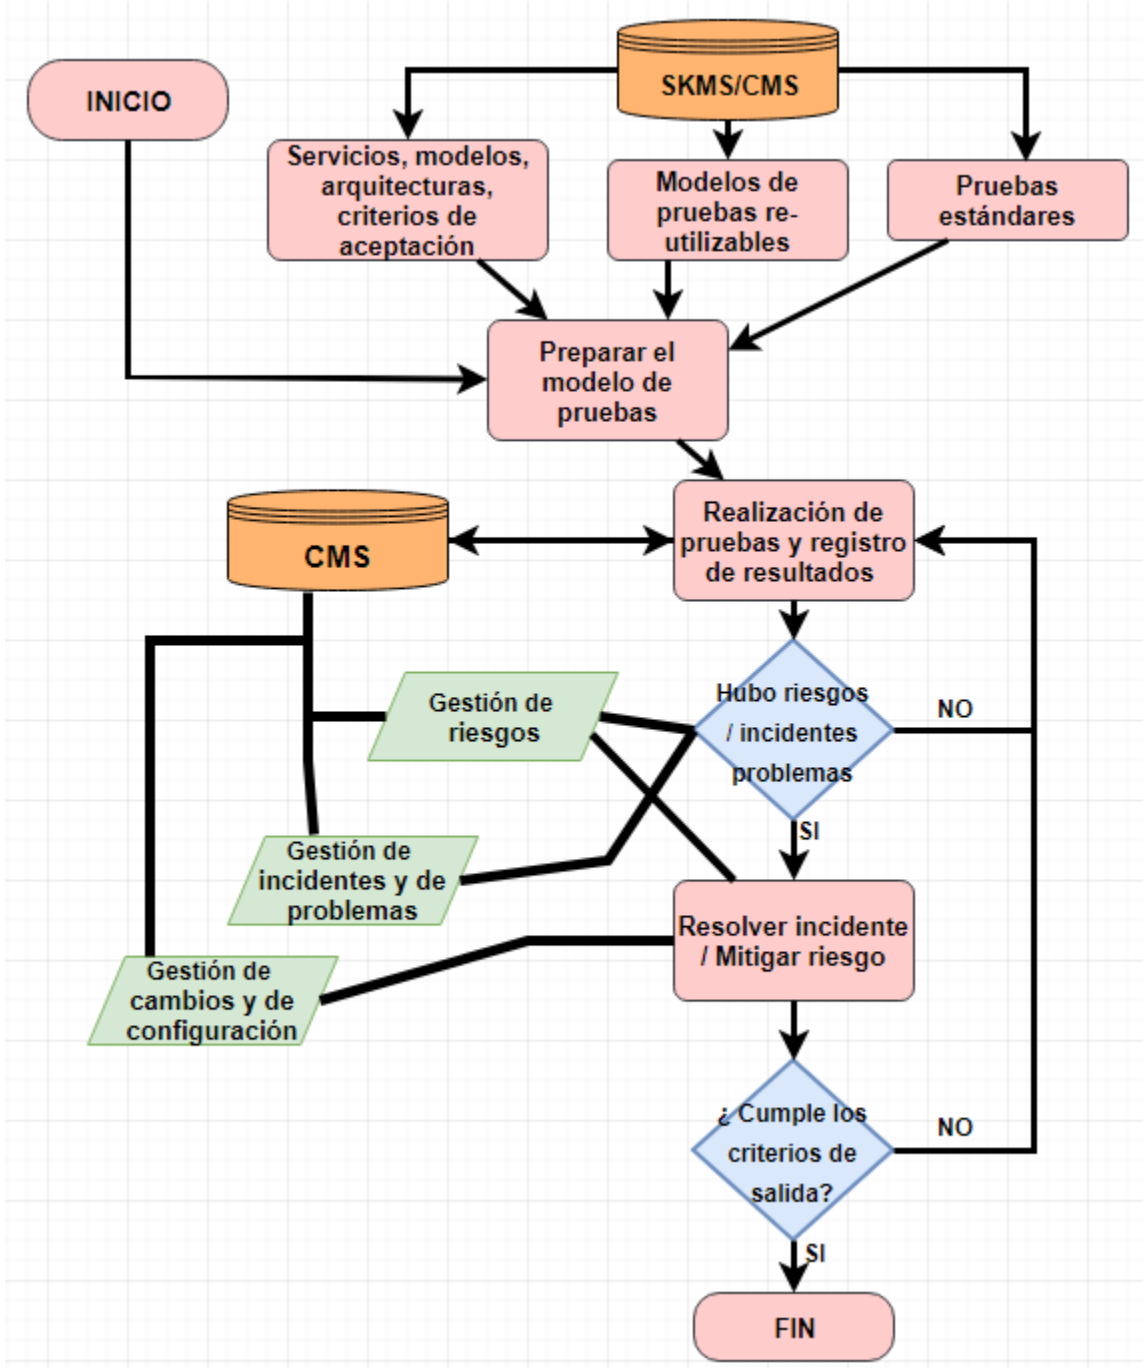 SKMS/CMS
INICIO
Servicios, modelos,
arquitecturas,
criterios de
aceptación
Modelos de
pruebas re-
utilizables
Pruebas
estándares
Preparar el
modelo de
pruebas
Realización de
pruebas y registro
de resultados
CMS
Hubo riesgos
/ incidentes
problemas
NO
SI
Gestión de
riesgos
Gestión de
incidentes y de
problemas
Resolver incidente
/ Mitigar riesgo
Gestión de
cambios y de
configuración
¿ Cumple los
criterios de
salida?
NO
SI
FIN